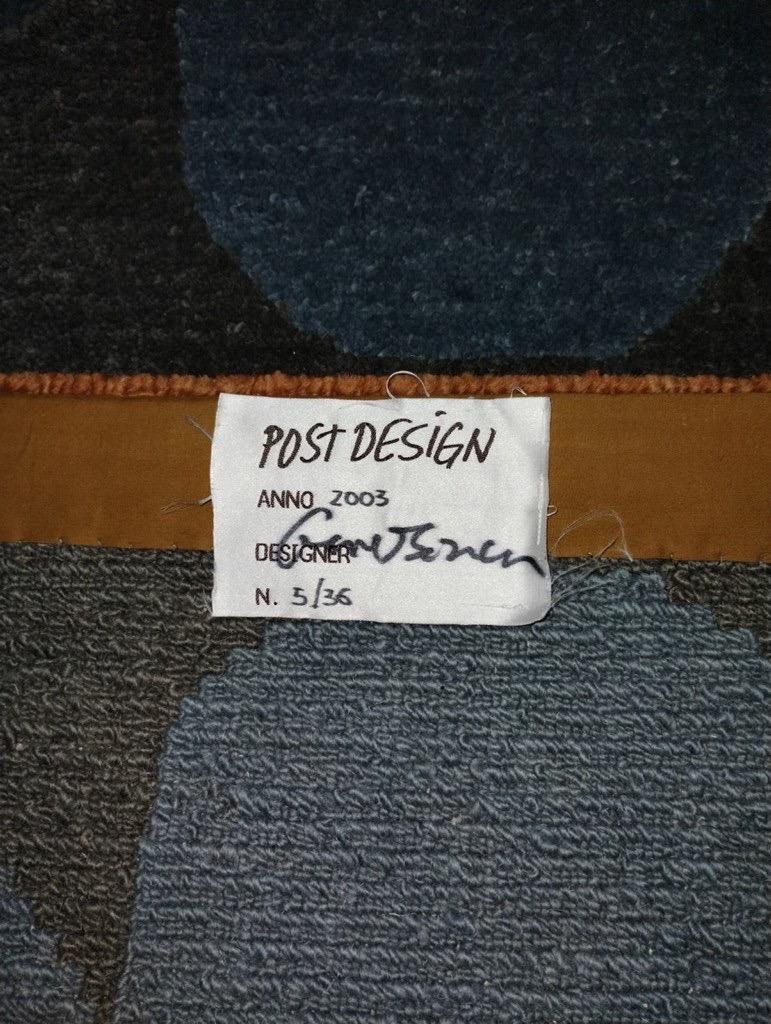 POST DESIGN
ANNO 2003
DESIGNER
N. 5/36